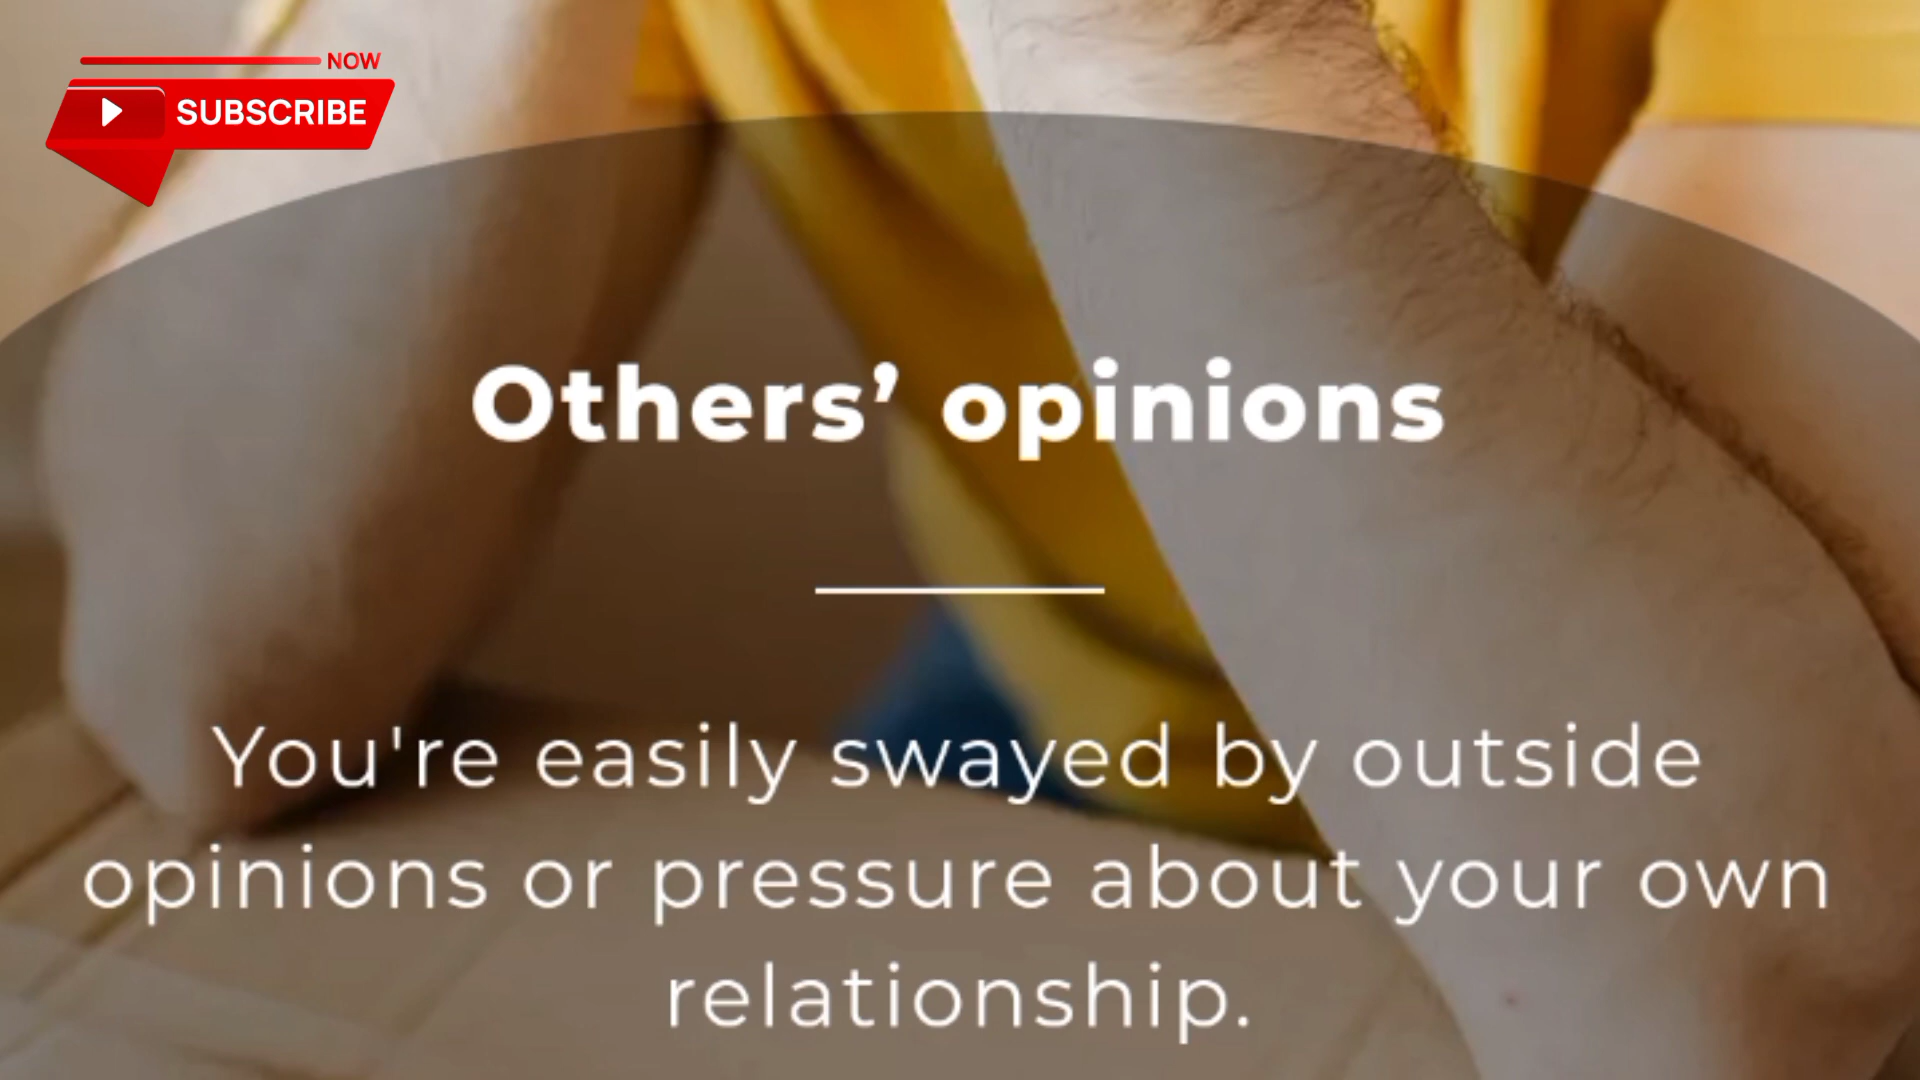 NOW
SUBSCRIBE
Others’ opinions
You're easily swayed by outside
opinions or pressure about your own
relationship.